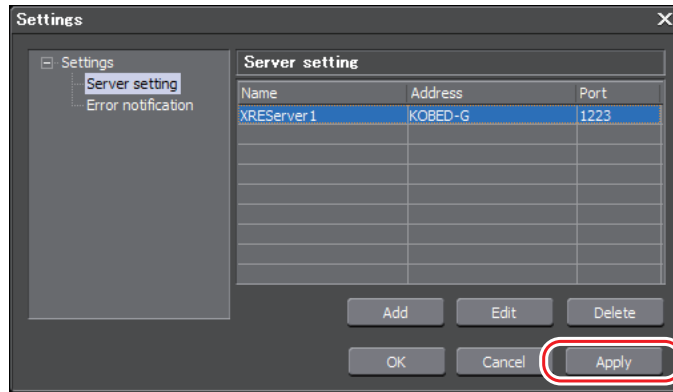 Settings
X
Settings
Server setting
Error notification
Server setting
Name Address Port
XREServer1 KOBED-G 1223
Add Edit Delete
OK Cancel Apply